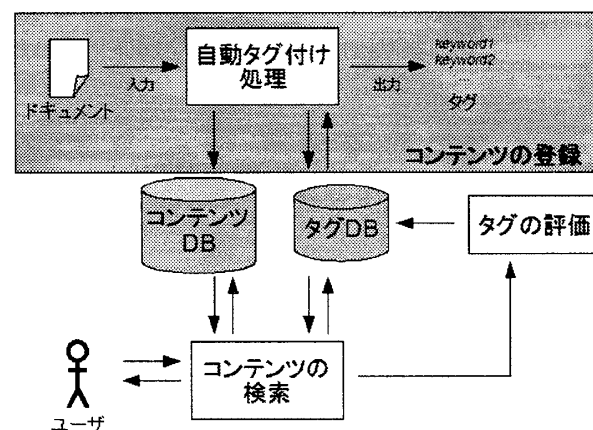 自動タグ付け
処理
keyword1
keyword2
...
タグ
入力
出力
ドキュメント
コンテンツの登録
コンテンツ
DB
タグDB
タグの評価
コンテンツの
検索
ユーザ